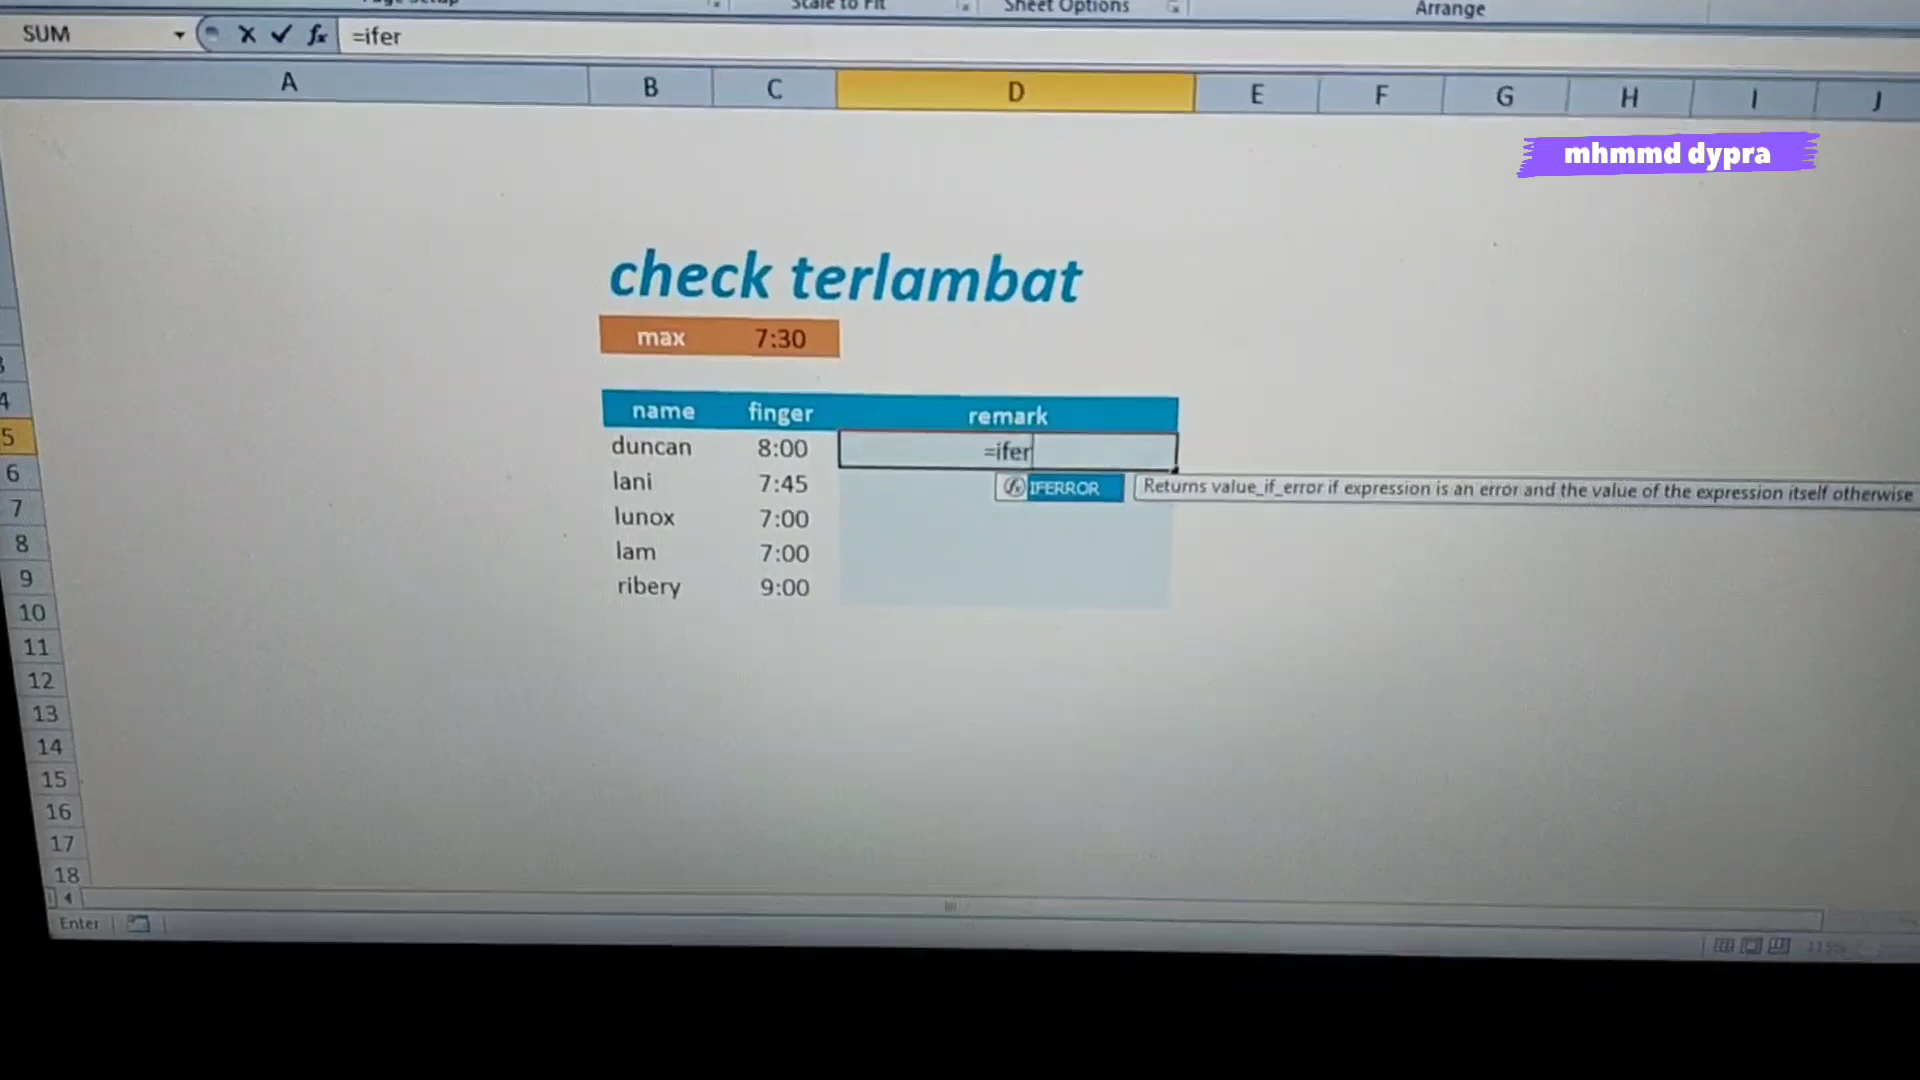 Scale to Fit Sheet Options Arrange
SUM =ifer
A B C D E F G H I J
mhmmd dypra
check terlambat
max 7:30
name finger remark
4
5 duncan 8:00 =ifer
6 lani 7:45 IFERROR Returns value_if_error if expression is an error and the value of the expression itself otherwise
7 lunox 7:00
8 lam 7:00
9 ribery 9:00
10
11
12
13
14
15
16
17
18
Enter
115%